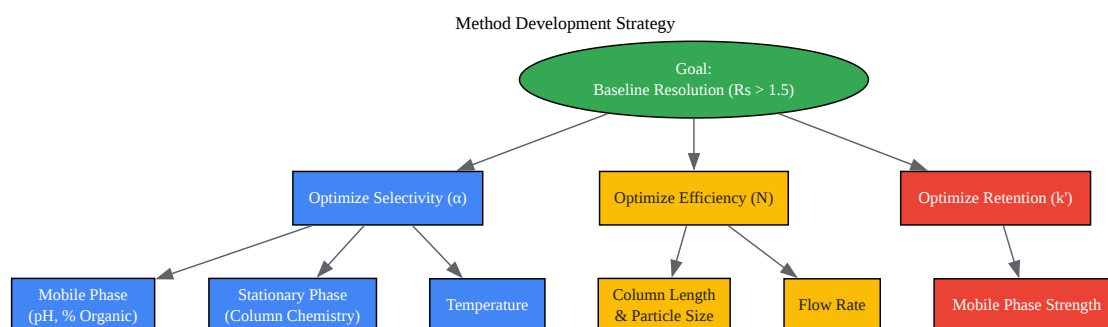 Method Development Strategy
Goal:
Baseline Resolution (Rs > 1.5)
Optimize Selectivity (α)
Optimize Efficiency (N)
Optimize Retention (k')
Mobile Phase
(pH, % Organic)
Stationary Phase
(Column Chemistry)
Temperature
Column Length
& Particle Size
Flow Rate
Mobile Phase Strength